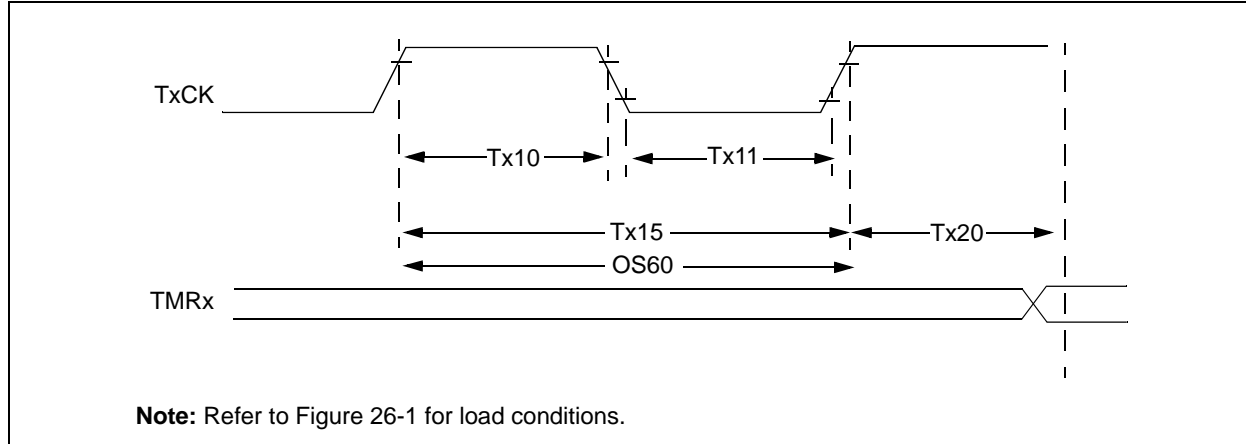 TxCK
Tx10
Tx11
Tx15
Tx20
OS60
TMRx
Note: Refer to Figure 26-1 for load conditions.